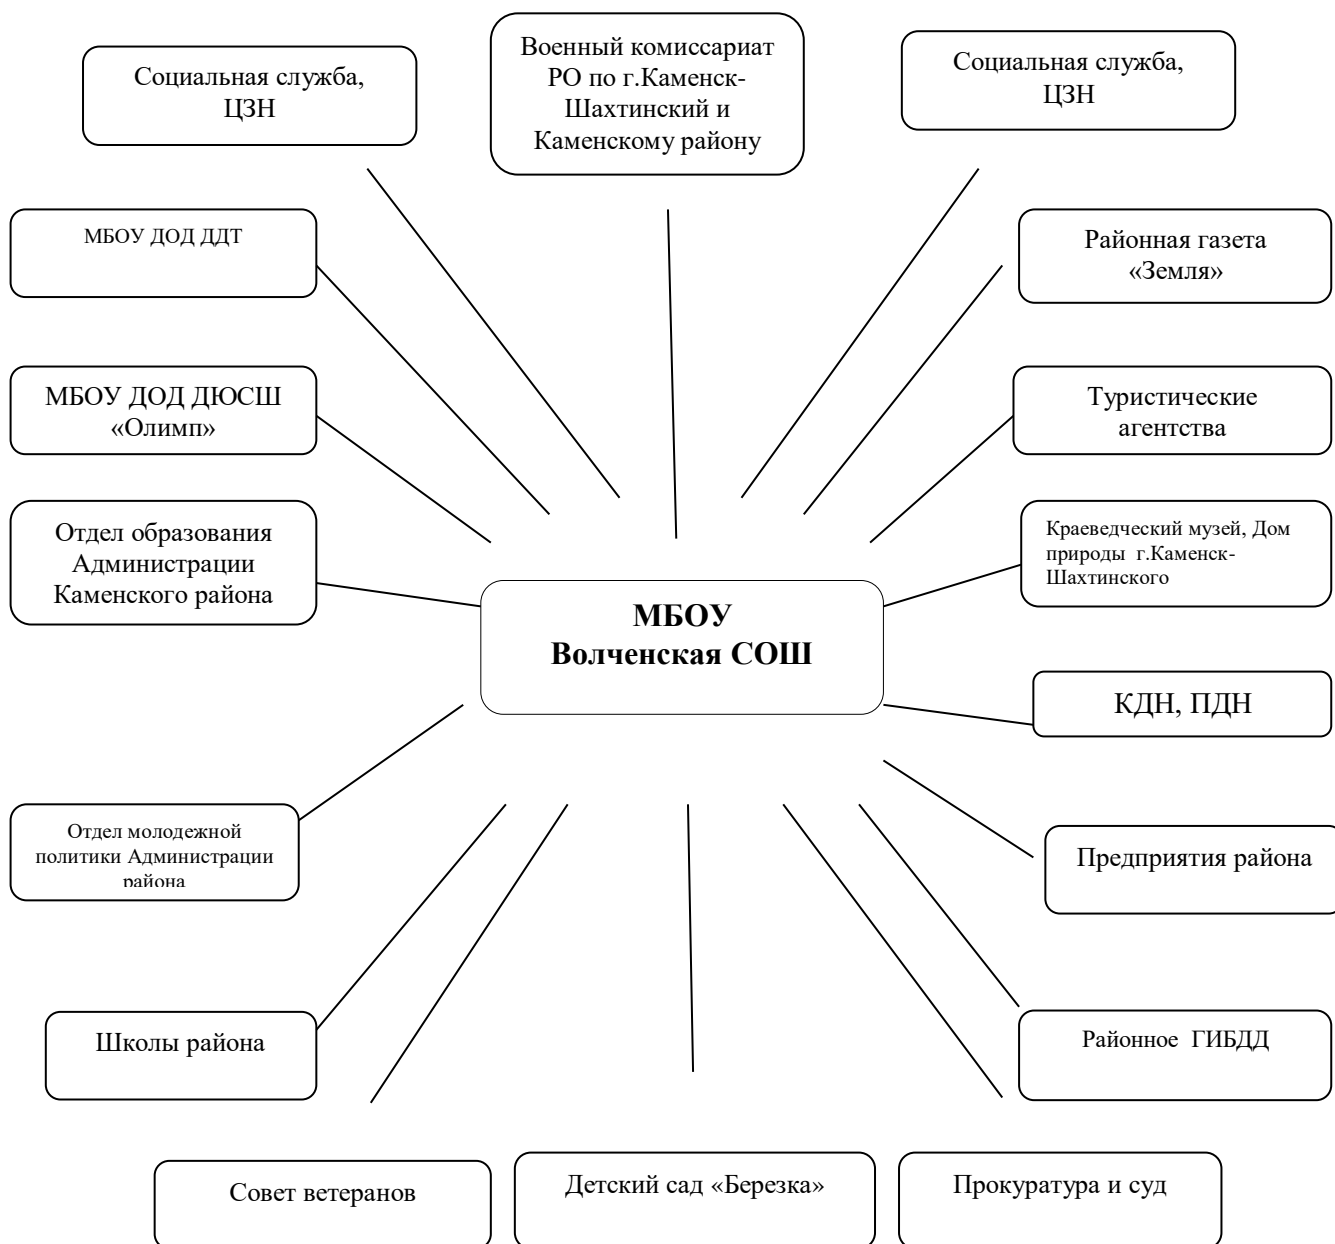 Социальная служба,
ЦЗН
Военный комиссариат
РО по г.Каменск-
Шахтинский и
Каменскому району
Социальная служба,
ЦЗН
МБОУ ДОД ДДТ
Районная газета
«Земля»
МБОУ ДОД ДЮСШ
«Олимп»
Туристические
агентства
Отдел образования
Администрации
Каменского района
Краеведческий музей, Дом
природы г.Каменск-
Шахтинского
МБОУ
Волченская СОШ
КДН, ПДН
Отдел молодежной
политики Администрации
района
Предприятия района
Школы района
Районное ГИБДД
Совет ветеранов
Детский сад «Березка»
Прокуратура и суд